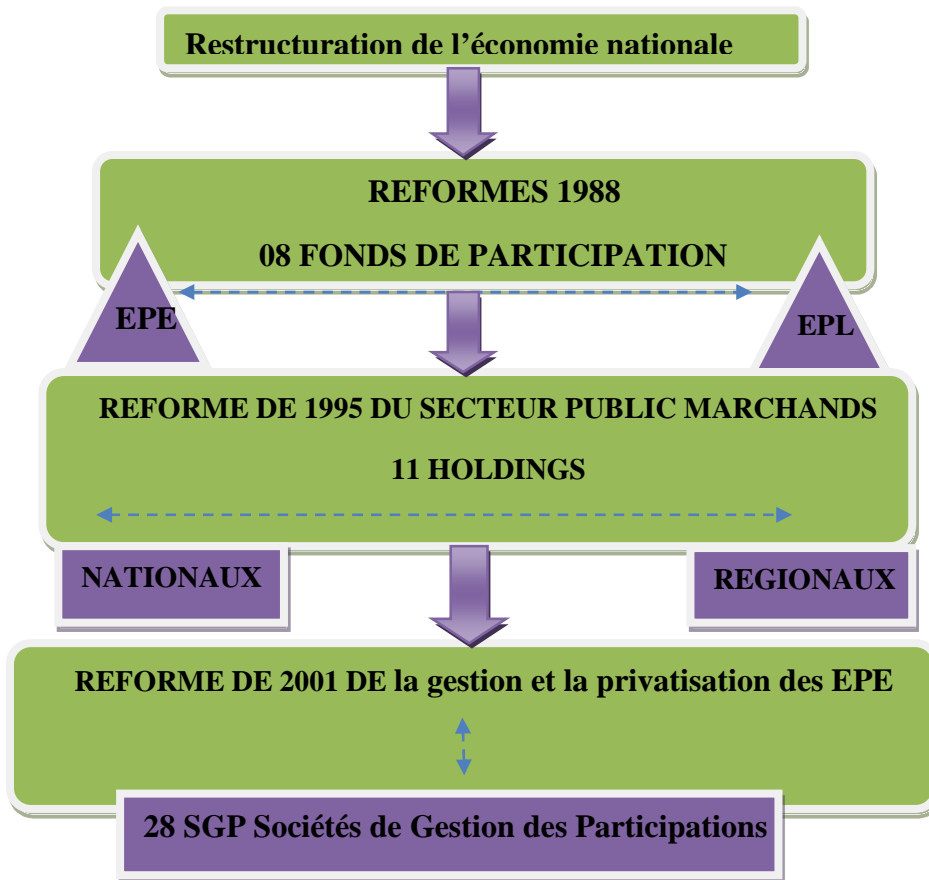 Restructuration de l’économie nationale
REFORMES 1988
08 FONDS DE PARTICIPATION
EPE
EPL
REFORME DE 1995 DU SECTEUR PUBLIC MARCHANDS
11 HOLDINGS
NATIONAUX
REGIONAUX
REFORME DE 2001 DE la gestion et la privatisation des EPE
28 SGP Sociétés de Gestion des Participations